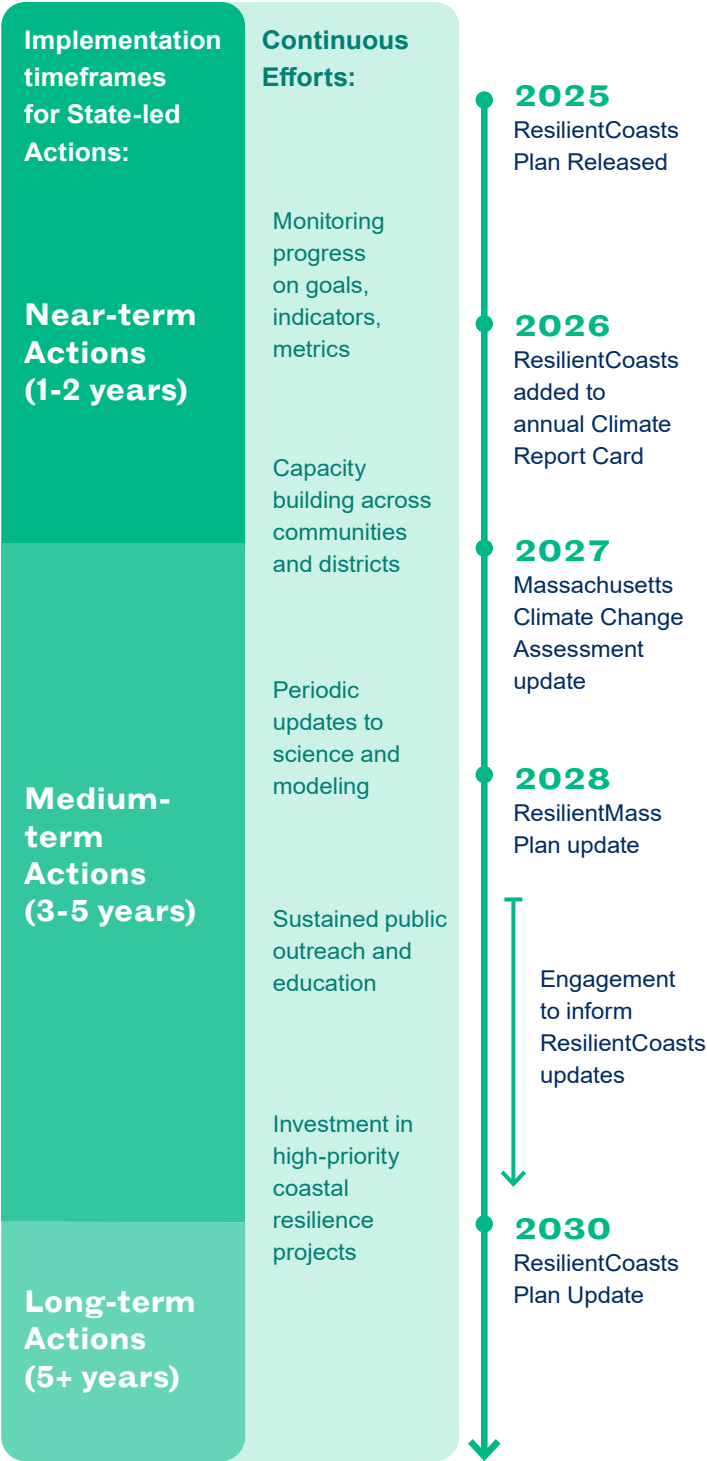 Implementation
timeframes
for State-led
Actions:
Near-term
Actions
(1-2 years)
Medium-
term
Actions
(3-5 years)
Long-term
Actions
(5+ years)
Continuous
Efforts:
Monitoring
progress
on goals,
indicators,
metrics
Capacity
building across
communities
and districts
Periodic
updates to
science and
modeling
Sustained public
outreach and
education
Investment in
high-priority
coastal
resilience
projects
2025
ResilientCoasts
Plan Released
2026
ResilientCoasts
added to
annual Climate
Report Card
2027
Massachusetts
Climate Change
Assessment
update
2028
ResilientMass
Plan update
Engagement
to inform
ResilientCoasts
updates
2030
ResilientCoasts
Plan Update